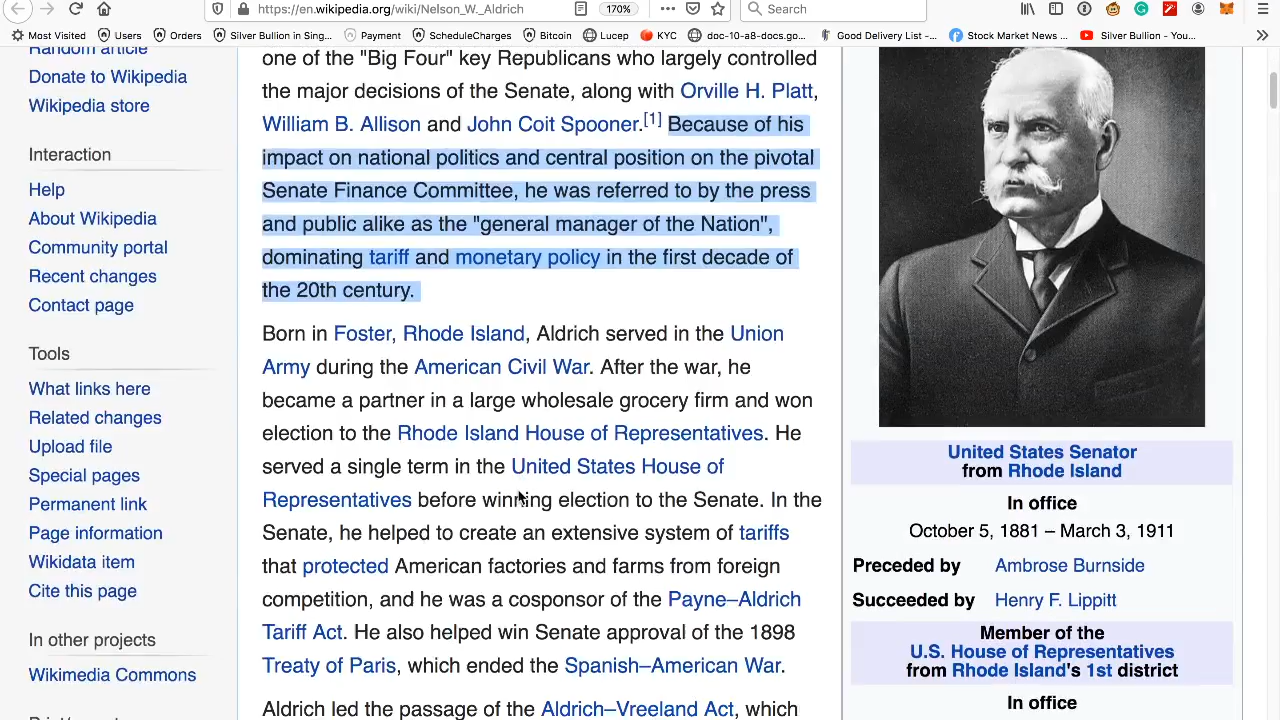 https://en.wikipedia.org/wiki/Nelson_W._Aldrich
170%
Search
Most Visited
Users
Orders
Silver Bullion in Sing...
Payment
ScheduleCharges
Bitcoin
Lucep
KYC
doc-10-a8-docs.go...
Good Delivery List -...
Stock Market News ...
Silver Bullion - You...
Random article
Donate to Wikipedia
Wikipedia store
Interaction
Help
About Wikipedia
Community portal
Recent changes
Contact page
Tools
What links here
Related changes
Upload file
Special pages
Permanent link
Page information
Wikidata item
Cite this page
In other projects
Wikimedia Commons
one of the "Big Four" key Republicans who largely controlled
the major decisions of the Senate, along with Orville H. Platt,
William B. Allison and John Coit Spooner.[1] Because of his
impact on national politics and central position on the pivotal
Senate Finance Committee, he was referred to by the press
and public alike as the "general manager of the Nation",
dominating tariff and monetary policy in the first decade of
the 20th century.
Born in Foster, Rhode Island, Aldrich served in the Union
Army during the American Civil War. After the war, he
became a partner in a large wholesale grocery firm and won
election to the Rhode Island House of Representatives. He
served a single term in the United States House of
Representatives before winning election to the Senate. In the
Senate, he helped to create an extensive system of tariffs
that protected American factories and farms from foreign
competition, and he was a cosponsor of the Payne–Aldrich
Tariff Act. He also helped win Senate approval of the 1898
Treaty of Paris, which ended the Spanish–American War.
Aldrich led the passage of the Aldrich–Vreeland Act, which
United States Senator
from Rhode Island
In office
October 5, 1881 – March 3, 1911
Preceded by Ambrose Burnside
Succeeded by Henry F. Lippitt
Member of the
U.S. House of Representatives
from Rhode Island's 1st district
In office